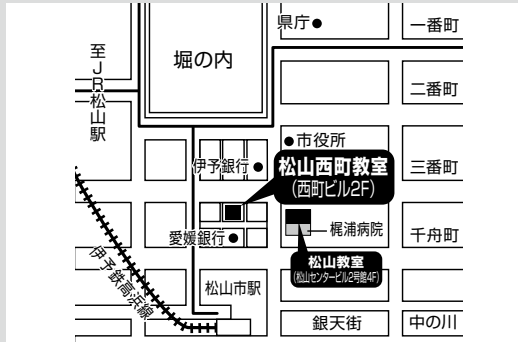 県庁
一番町
至JR松山駅
堀の内
二番町
市役所
伊予銀行
松山西町教室
(西町ビル2F)
三番町
愛媛銀行
梶浦病院
千舟町
松山教室
(松山センタービル2号館4F)
伊予鉄高浜線
松山市駅
銀天街
中の川